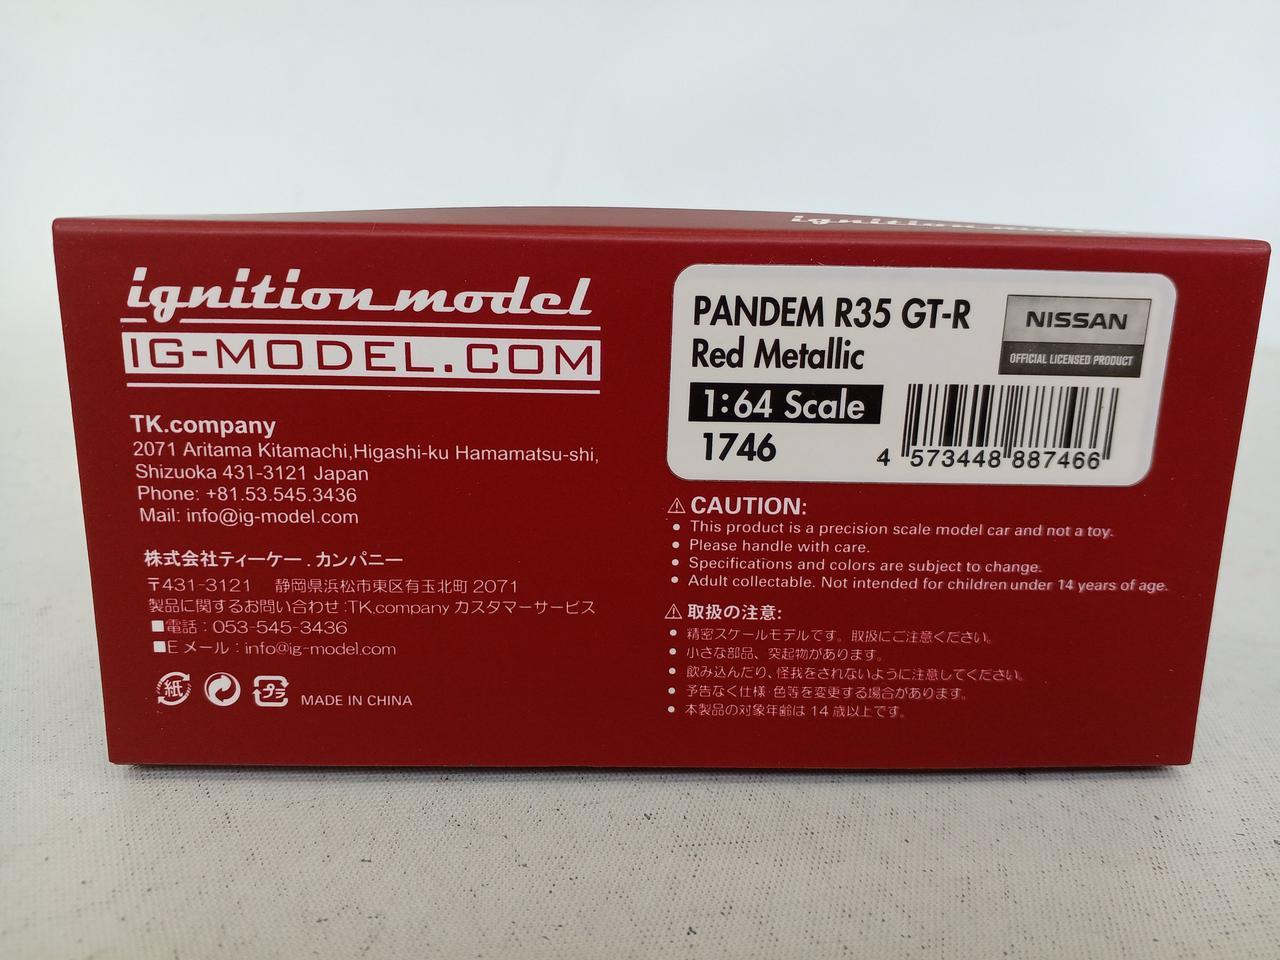 ignition model
ignition model
IG-MODEL.COM
TK.company
2071 Aritama Kitamachi,Higashi-ku Hamamatsu-shi,
Shizuoka 431-3121 Japan
Phone: +81.53.545.3436
Mail: info@ig-model.com
株式会社ティーケー．カンパニー
〒431-3121 静岡県浜松市東区有玉北町 2071
製品に関するお問い合わせ:TK.company カスタマーサービス
■電話：053-545-3436
■E メール：info@ig-model.com
紙
プラ
MADE IN CHINA
PANDEM R35 GT-R
Red Metallic
1:64 Scale
1746
NISSAN
OFFICIAL LICENSED PRODUCT
4 573448 887466
⚠ CAUTION:
● This product is a precision scale model car and not a toy.
● Please handle with care.
● Specifications and colors are subject to change.
● Adult collectable. Not intended for children under 14 years of age.
⚠ 取扱の注意:
● 精密スケールモデルです。取扱にご注意ください。
● 小さな部品、突起物があります。
● 飲み込んだり、怪我をされないように注意してください。
● 予告なく仕様・色等を変更する場合があります。
● 本製品の対象年齢は 14 歳以上です。